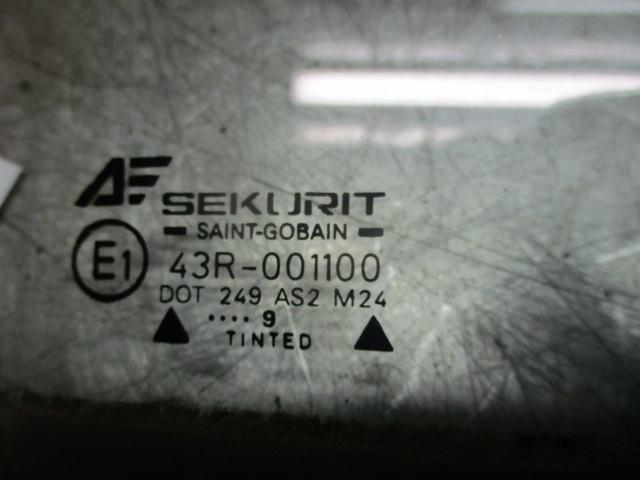 AF
SEKURIT
SAINT-GOBAIN
E1 43R-001100
DOT 249 AS2 M24
.... 9
TINTED